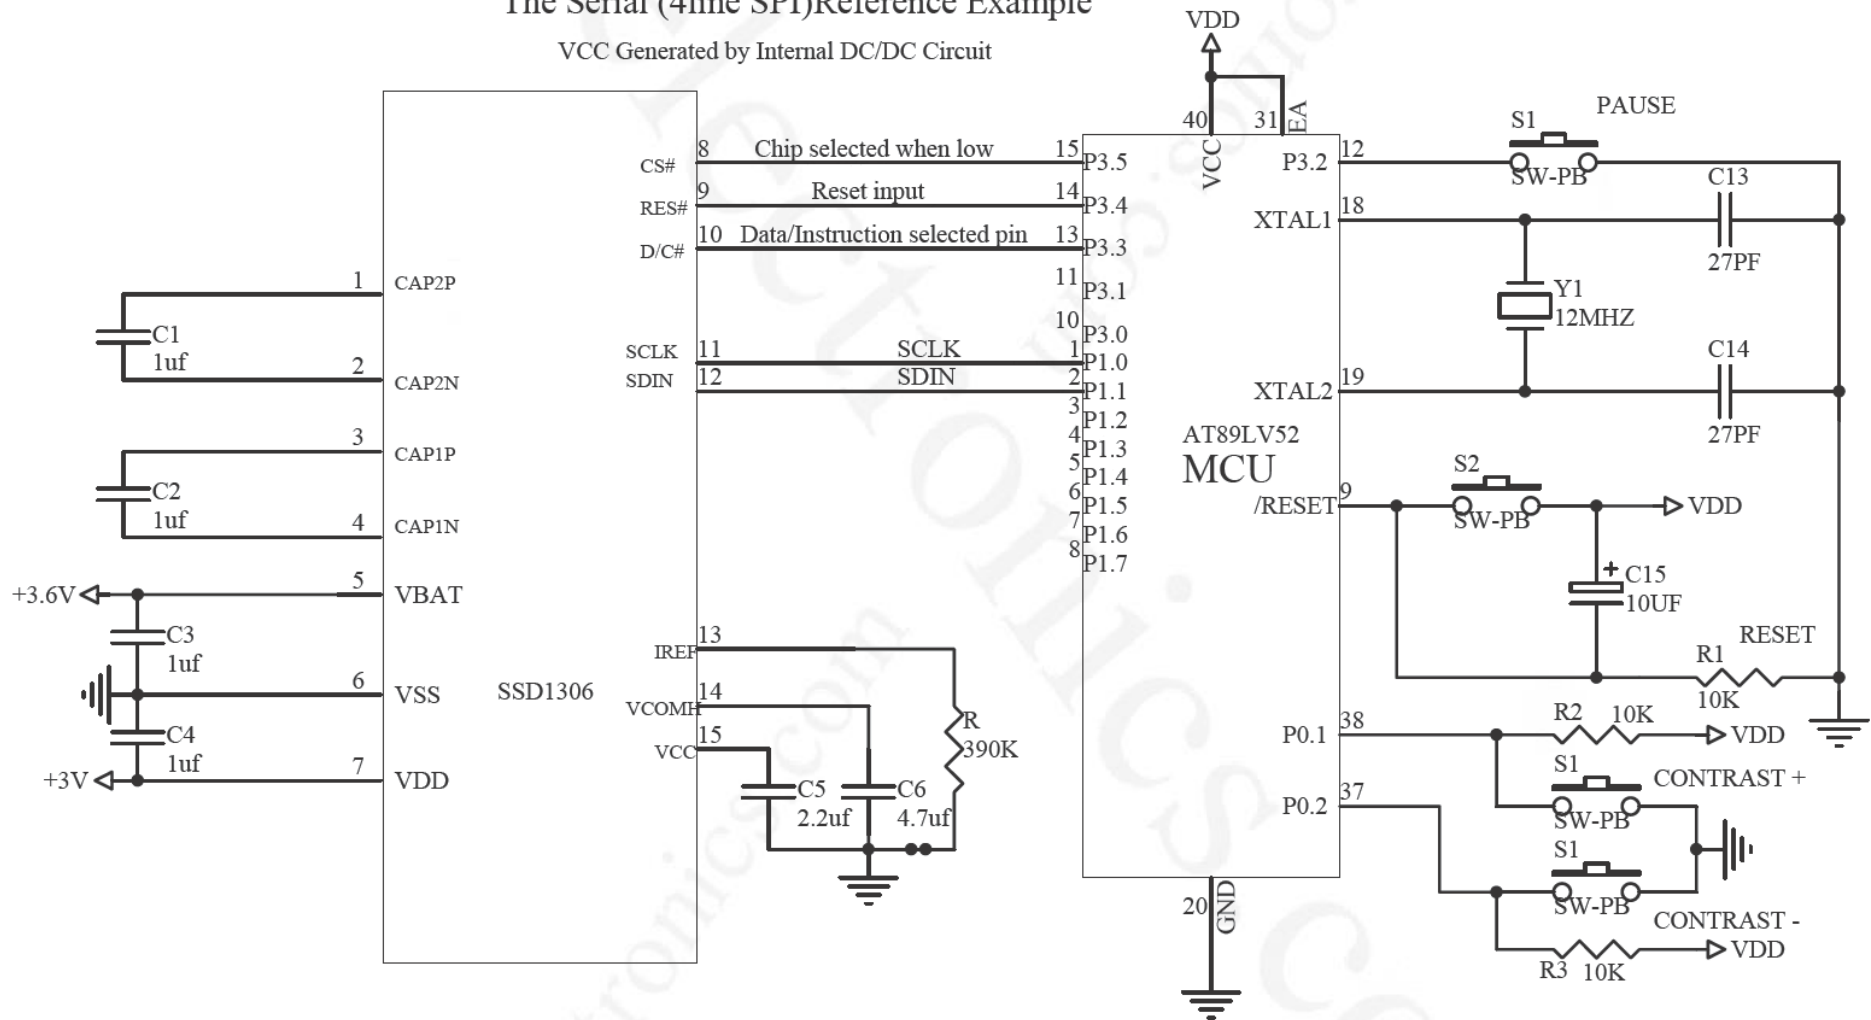 The Serial (4line SPI)Reference Example
VCC Generated by Internal DC/DC Circuit
1 CAP2P
C1
1uf
2 CAP2N
3 CAP1P
C2
1uf
4 CAP1N
+3.6V 5 VBAT
C3
1uf
6 VSS
C4
1uf
+3V 7 VDD
SSD1306
CS# 8 Chip selected when low 15 P3.5
RES# 9 Reset input 14 P3.4
D/C# 10 Data/Instruction selected pin 13 P3.3
11 P3.1
10 P3.0
SCLK 11 SCLK 1 P1.0
SDIN 12 SDIN 2 P1.1
3 P1.2
4 P1.3
5 P1.4
6 P1.5
7 P1.6
8 P1.7
IREF 13
VCOMH 14
VCC 15
C5
2.2uf
C6
4.7uf
R
390K
VDD
40 VCC
31 EA
AT89LV52
MCU
20 GND
P3.2 12
S1
SW-PB
PAUSE
XTAL1 18
C13
27PF
Y1
12MHZ
XTAL2 19
C14
27PF
/RESET 9
S2
SW-PB
VDD
+
C15
10UF
RESET
R1
10K
P0.1 38
R2 10K
VDD
S1
SW-PB
CONTRAST +
P0.2 37
S1
SW-PB
CONTRAST -
VDD
R3 10K